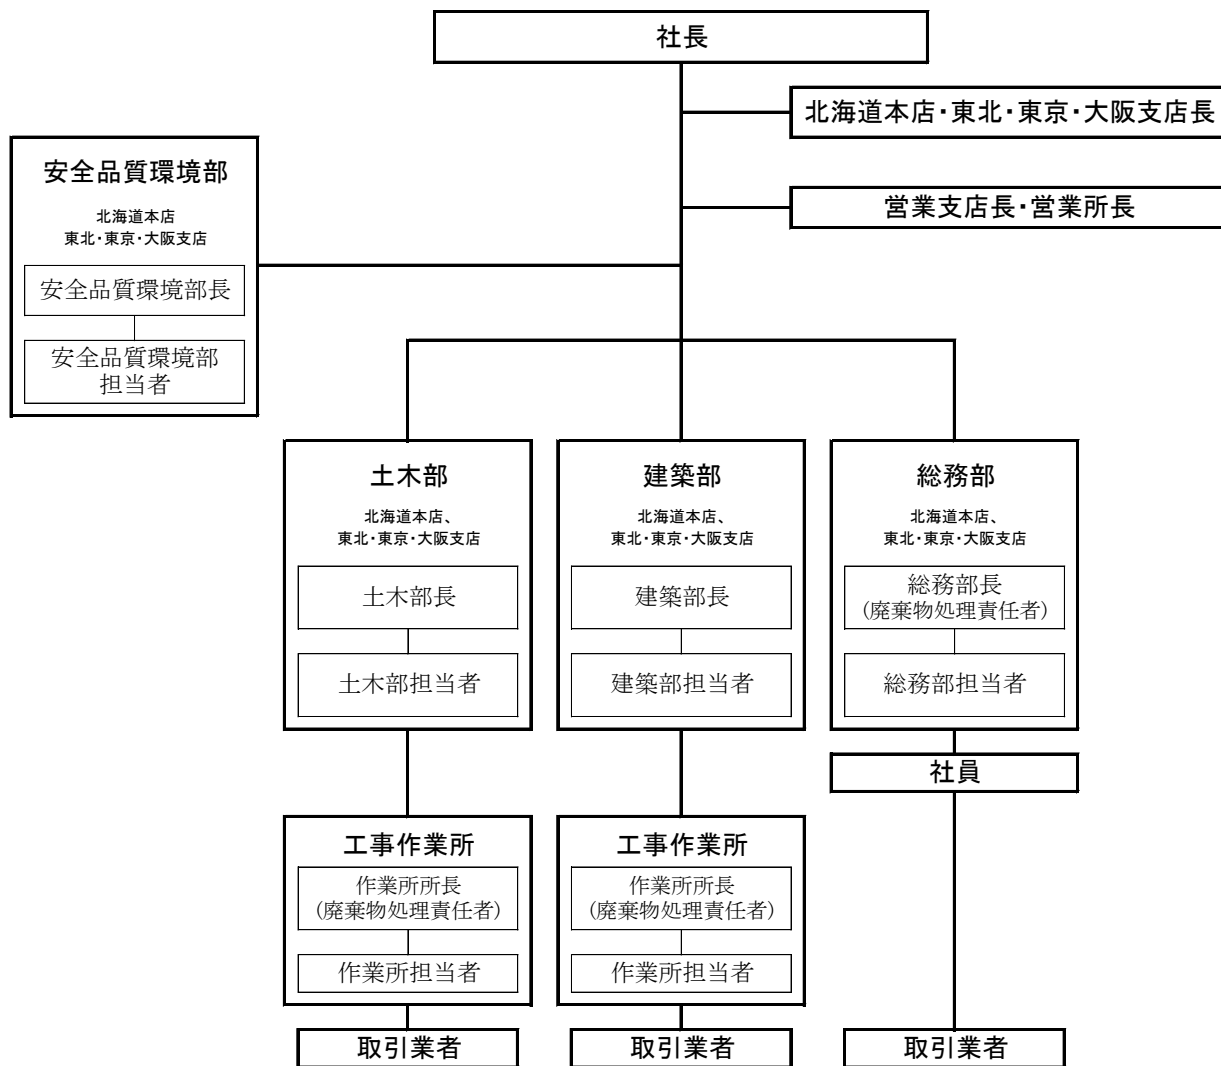 社長
北海道本店・東北・東京・大阪支店長
営業支店長・営業所長
安全品質環境部
北海道本店
東北・東京・大阪支店
安全品質環境部長
安全品質環境部
担当者
土木部
北海道本店、
東北・東京・大阪支店
土木部長
土木部担当者
建築部
北海道本店、
東北・東京・大阪支店
建築部長
建築部担当者
総務部
北海道本店、
東北・東京・大阪支店
総務部長
(廃棄物処理責任者)
総務部担当者
社員
工事作業所
作業所所長
(廃棄物処理責任者)
作業所担当者
工事作業所
作業所所長
(廃棄物処理責任者)
作業所担当者
取引業者
取引業者
取引業者